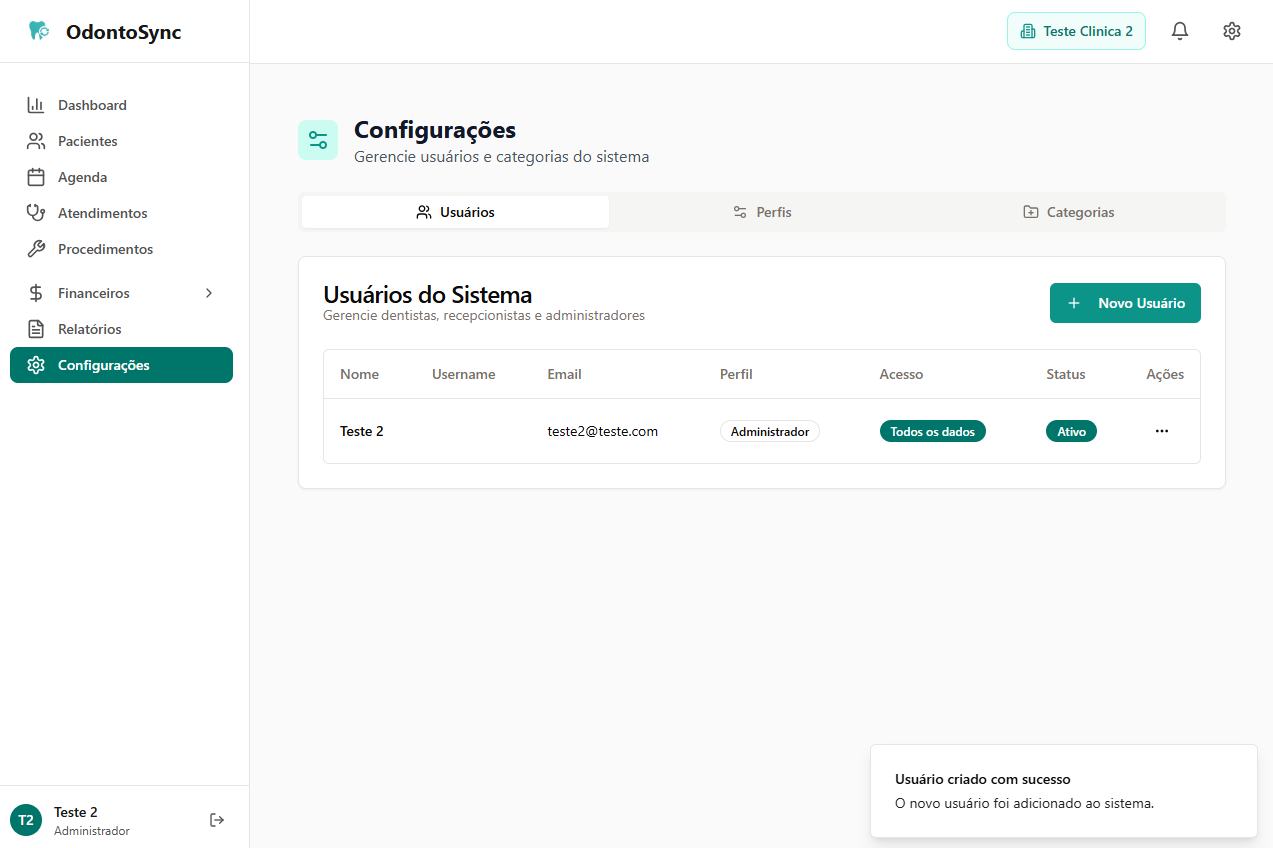 OdontoSync
Teste Clinica 2
Dashboard
Pacientes
Agenda
Atendimentos
Procedimentos
Financeiros
Relatórios
Configurações
Configurações
Gerencie usuários e categorias do sistema
Usuários
Perfis
Categorias
Usuários do Sistema
Gerencie dentistas, recepcionistas e administradores
+ Novo Usuário
Nome Username Email Perfil Acesso Status Ações
Teste 2 teste2@teste.com Administrador Todos os dados Ativo ···
Usuário criado com sucesso
O novo usuário foi adicionado ao sistema.
T2
Teste 2
Administrador